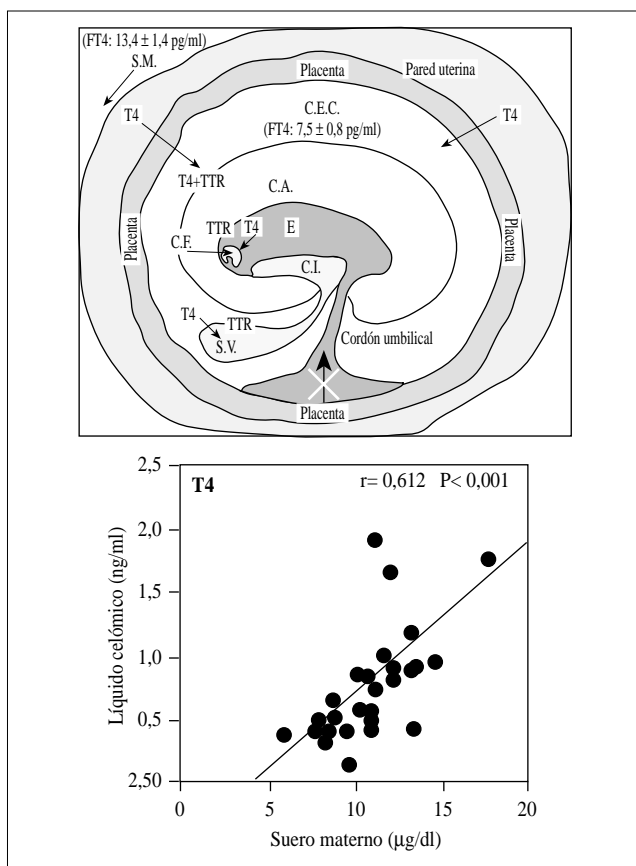 (FT4: 13,4 ± 1,4 pg/ml)
S.M.
Placenta
Pared uterina
C.E.C.
(FT4: 7,5 ± 0,8 pg/ml)
T4
T4
T4+TTR
C.A.
TTR
T4
E
C.F.
C.I.
Placenta
Placenta
T4
TTR
S.V.
Cordón umbilical
Placenta
T4
r= 0,612 P< 0,001
2,5
2,0
1,5
1,0
0,5
2,50
Líquido celómico (ng/ml)
0 5 10 15 20
Suero materno (µg/dl)